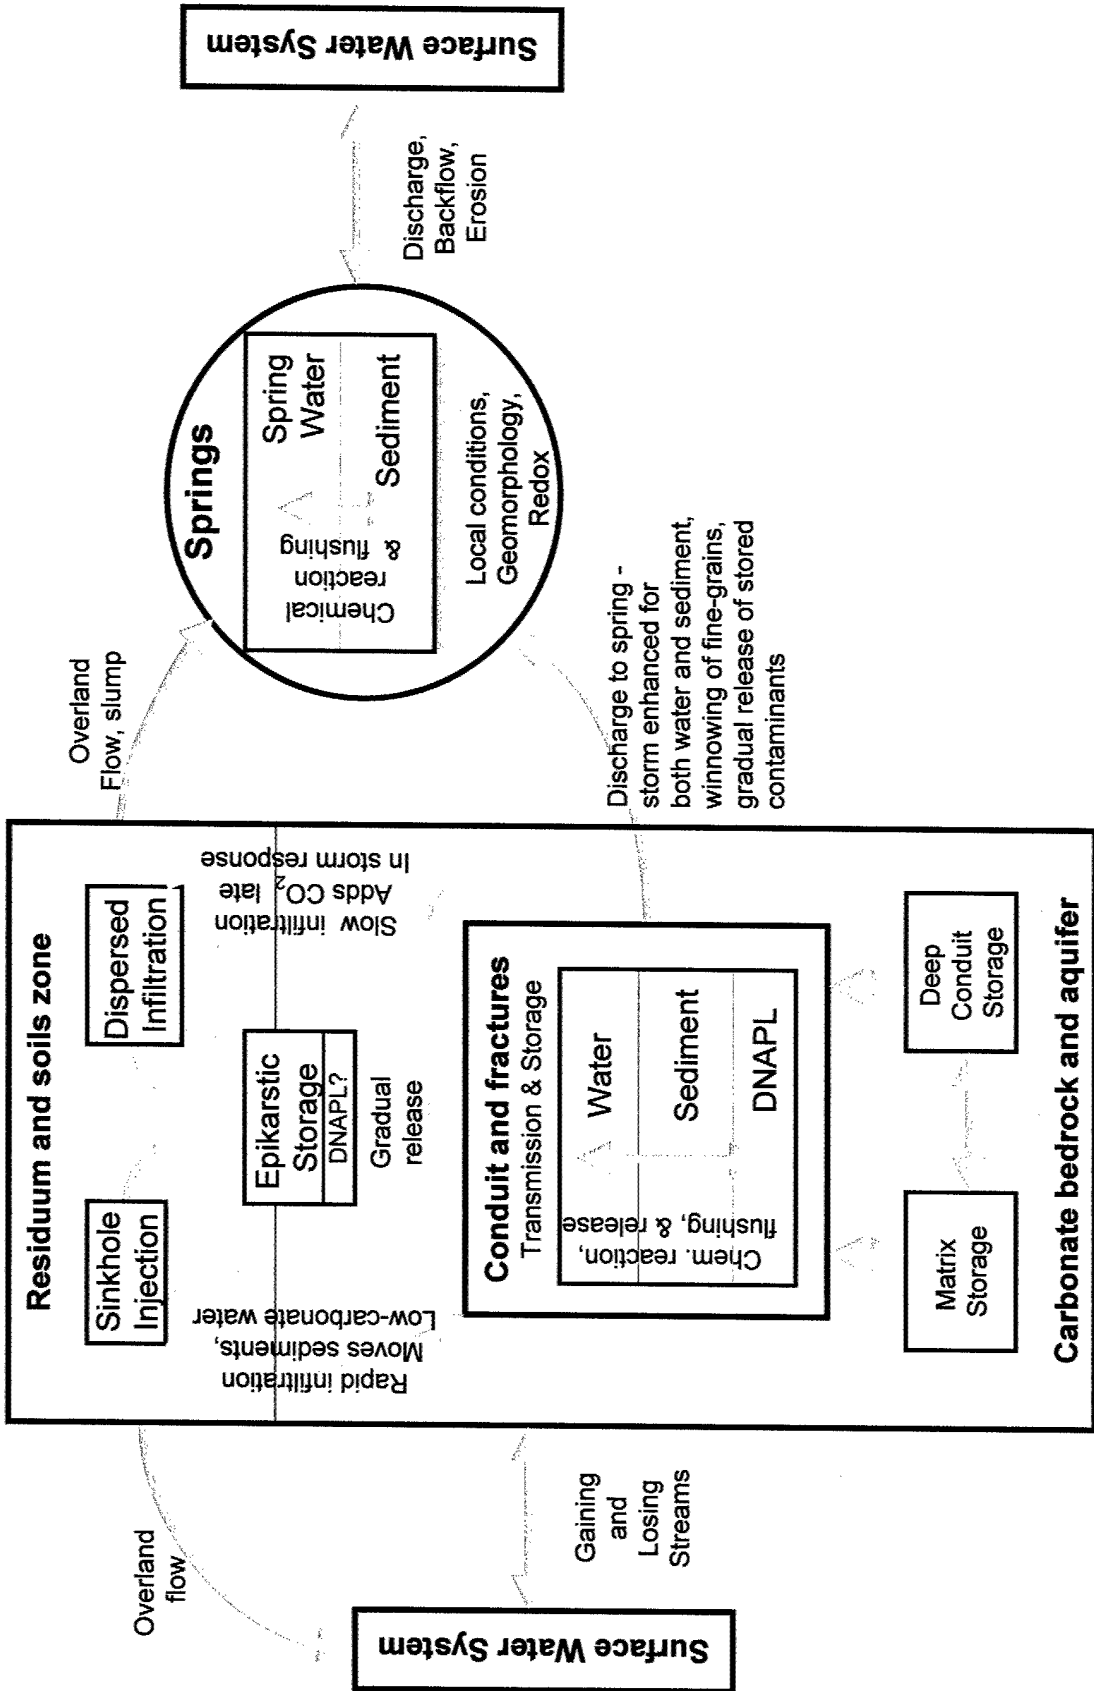 Residuum and soils zone
Sinkhole
Injection
Dispersed
Infiltration
Rapid infiltration
Moves sediments,
Low-carbonate water
Epikarstic
Storage
DNAPL?
Gradual
release
Slow infiltration
Adds CO2 late
In storm response
Conduit and fractures
Transmission & Storage
Chem. reaction,
flushing, & release
Water
Sediment
DNAPL
Matrix
Storage
Deep
Conduit
Storage
Carbonate bedrock and aquifer
Overland
flow
Gaining
and
Losing
Streams
Surface Water System
Overland
Flow, slump
Springs
Chemical
reaction
& flushing
Spring
Water
Sediment
Local conditions,
Geomorphology,
Redox
Discharge to spring -
storm enhanced for
both water and sediment,
winnowing of fine-grains,
gradual release of stored
contaminants
Discharge,
Backflow,
Erosion
Surface Water System